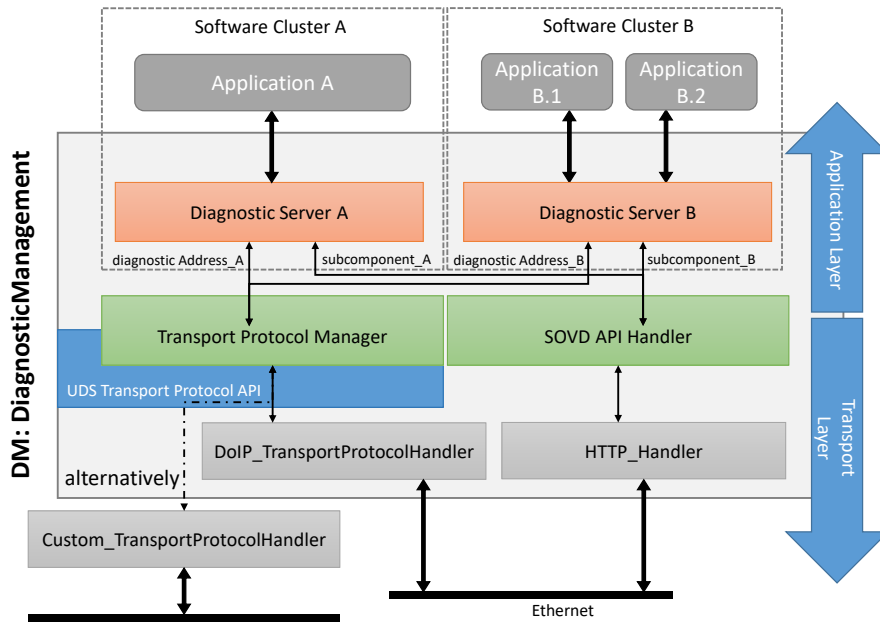 Software Cluster A
Software Cluster B
Application A
Application
B.1
Application
B.2
DM: DiagnosticManagement
Application Layer
Diagnostic Server A
Diagnostic Server B
diagnostic Address_A
subcomponent_A
diagnostic Address_B
subcomponent_B
Transport Protocol Manager
SOVD API Handler
UDS Transport Protocol API
Transport
Layer
DoIP_TransportProtocolHandler
HTTP_Handler
alternatively
Custom_TransportProtocolHandler
Ethernet